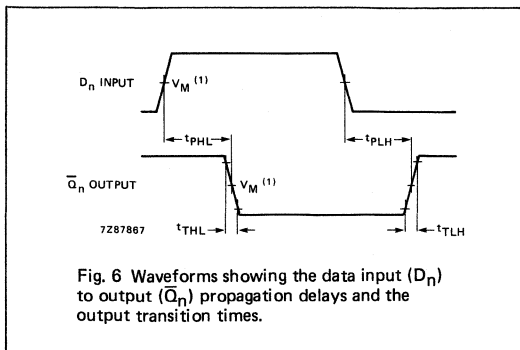 Dn INPUT
VM (1)
tPHL
tPLH
Q̅n OUTPUT
VM (1)
7Z87867
tTHL
tTLH
Fig. 6 Waveforms showing the data input (Dn)
to output (Q̅n) propagation delays and the
output transition times.